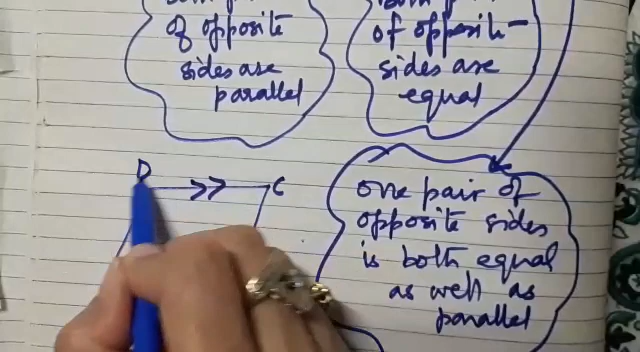 of opposite
sides are
parallel
of opposite
sides are
equal
D
C
one pair of
opposite sides
is both equal
as well as
parallel